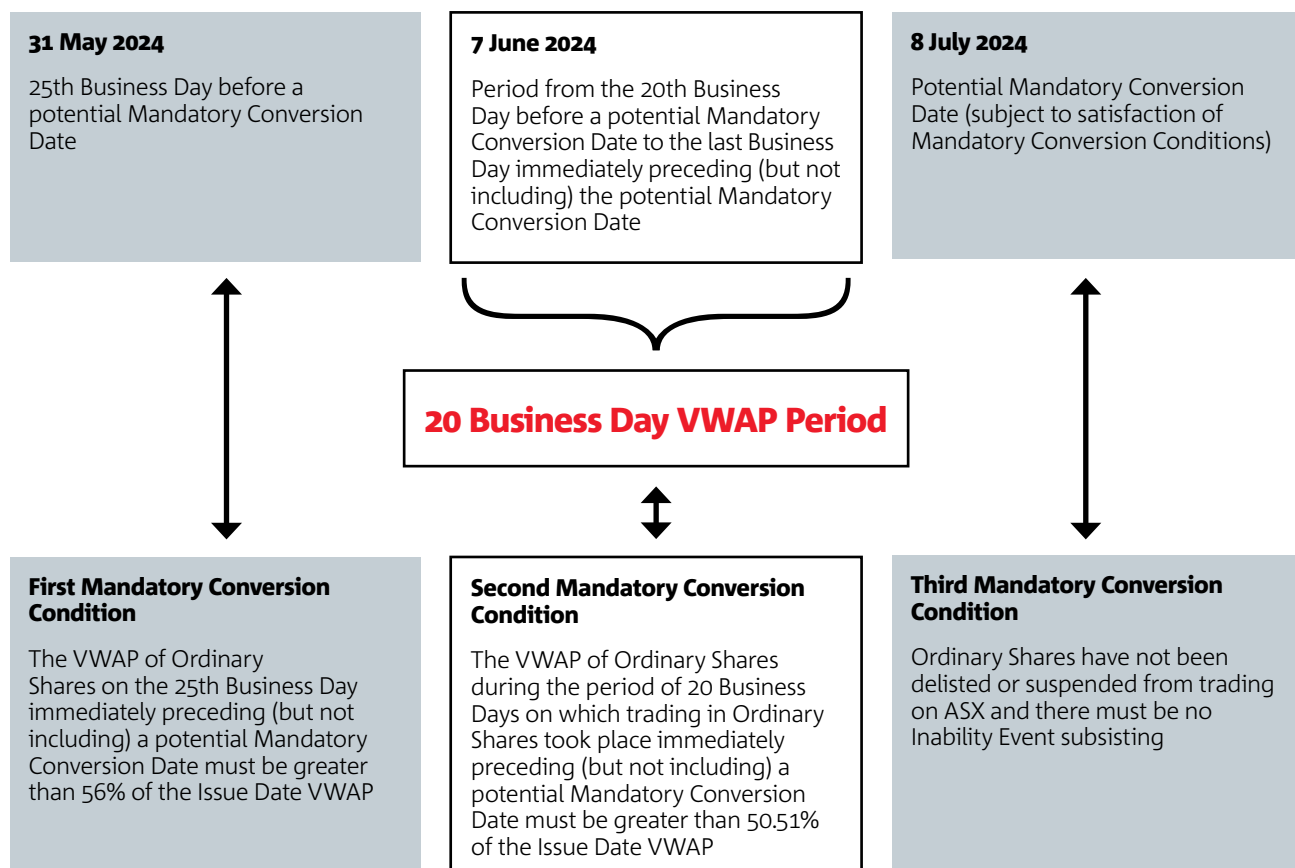 31 May 2024
25th Business Day before a
potential Mandatory Conversion
Date
7 June 2024
Period from the 20th Business
Day before a potential Mandatory
Conversion Date to the last Business
Day immediately preceding (but not
including) the potential Mandatory
Conversion Date
8 July 2024
Potential Mandatory Conversion
Date (subject to satisfaction of
Mandatory Conversion Conditions)
20 Business Day VWAP Period
First Mandatory Conversion
Condition
The VWAP of Ordinary
Shares on the 25th Business Day
immediately preceding (but not
including) a potential Mandatory
Conversion Date must be greater
than 56% of the Issue Date VWAP
Second Mandatory Conversion
Condition
The VWAP of Ordinary Shares
during the period of 20 Business
Days on which trading in Ordinary
Shares took place immediately
preceding (but not including) a
potential Mandatory Conversion
Date must be greater than 50.51%
of the Issue Date VWAP
Third Mandatory Conversion
Condition
Ordinary Shares have not been
delisted or suspended from trading
on ASX and there must be no
Inability Event subsisting